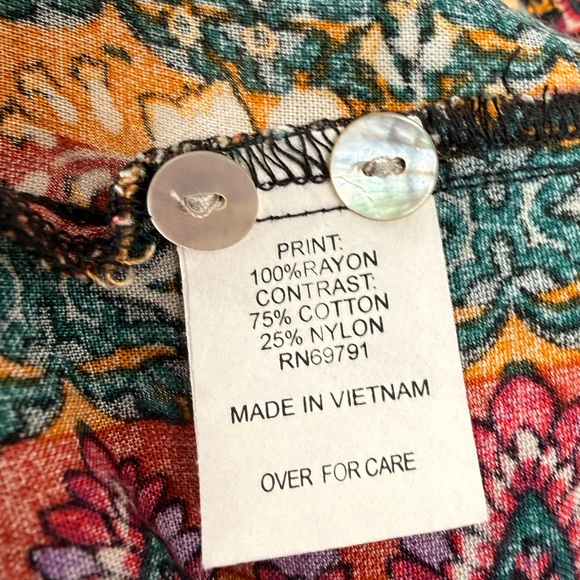 PRINT:
100%RAYON
CONTRAST:
75% COTTON
25% NYLON
RN69791
MADE IN VIETNAM
OVER FOR CARE